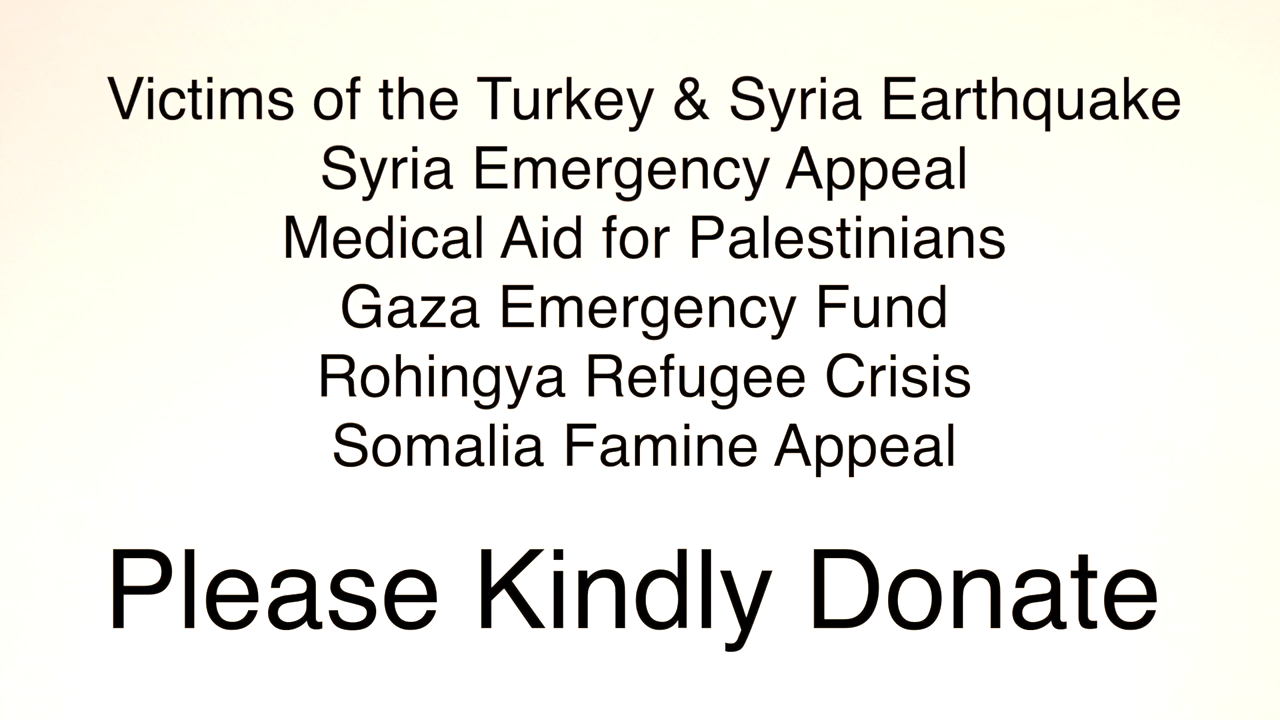 Victims of the Turkey & Syria Earthquake
Syria Emergency Appeal
Medical Aid for Palestinians
Gaza Emergency Fund
Rohingya Refugee Crisis
Somalia Famine Appeal
Please Kindly Donate